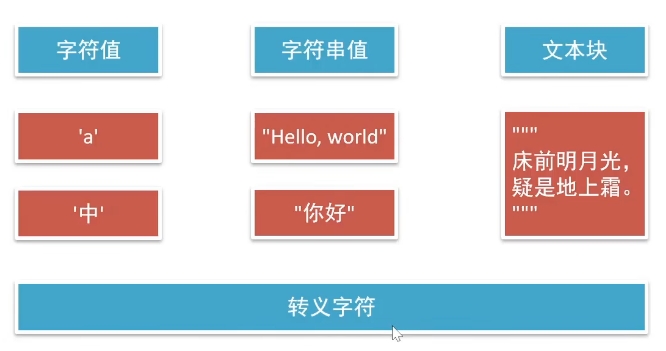 字符值
字符串值
文本块
'a'
"Hello, world"
"""
床前明月光，
疑是地上霜。
"""
'中'
"你好"
转义字符